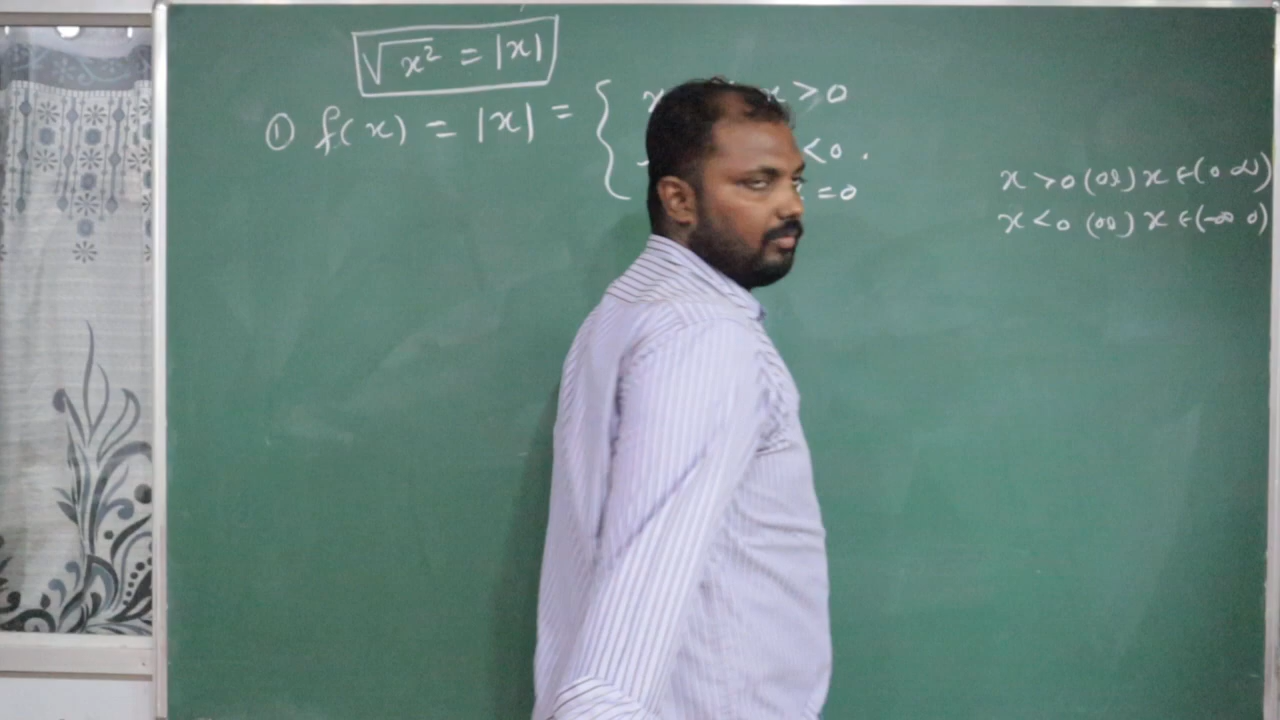 √x² = |x|
① f(x) = |x| = { x x > 0
< 0 .
= 0
x > 0 (or) x ∈ (0 ∞)
x < 0 (or) x ∈ (-∞ 0)